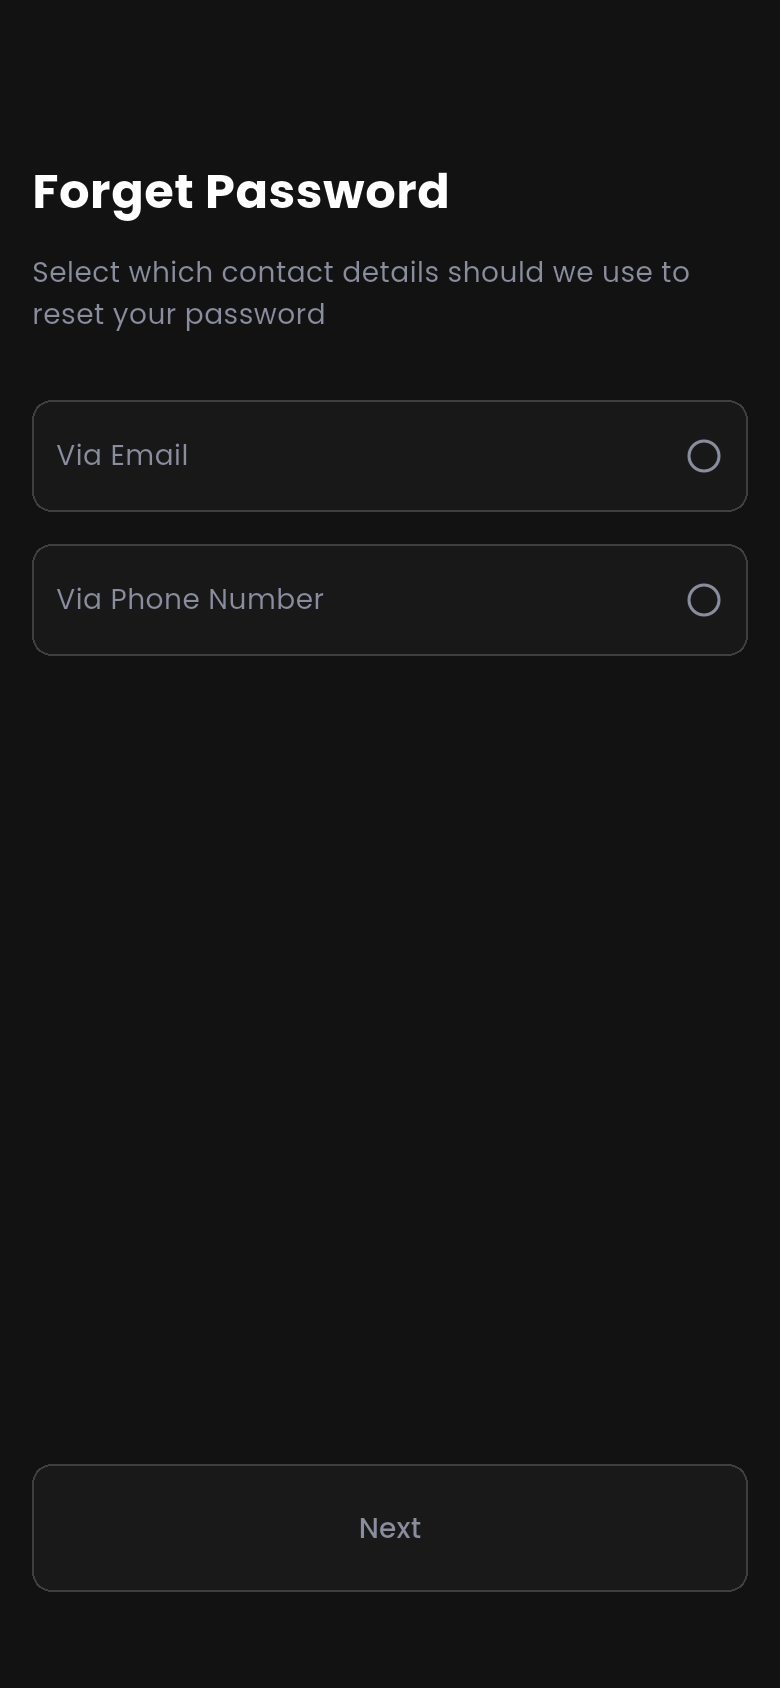 Forget Password
Select which contact details should we use to
reset your password
Via Email
Via Phone Number
Next